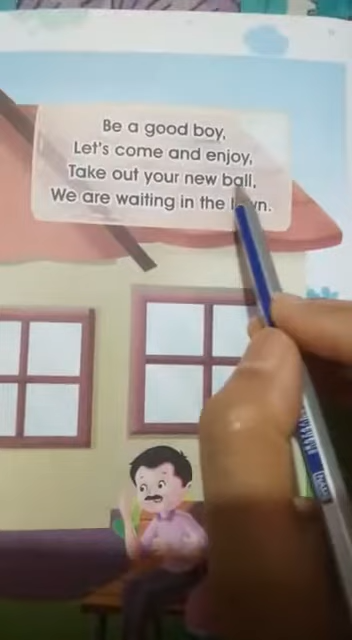 Be a good boy,
Let's come and enjoy,
Take out your new ball,
We are waiting in the